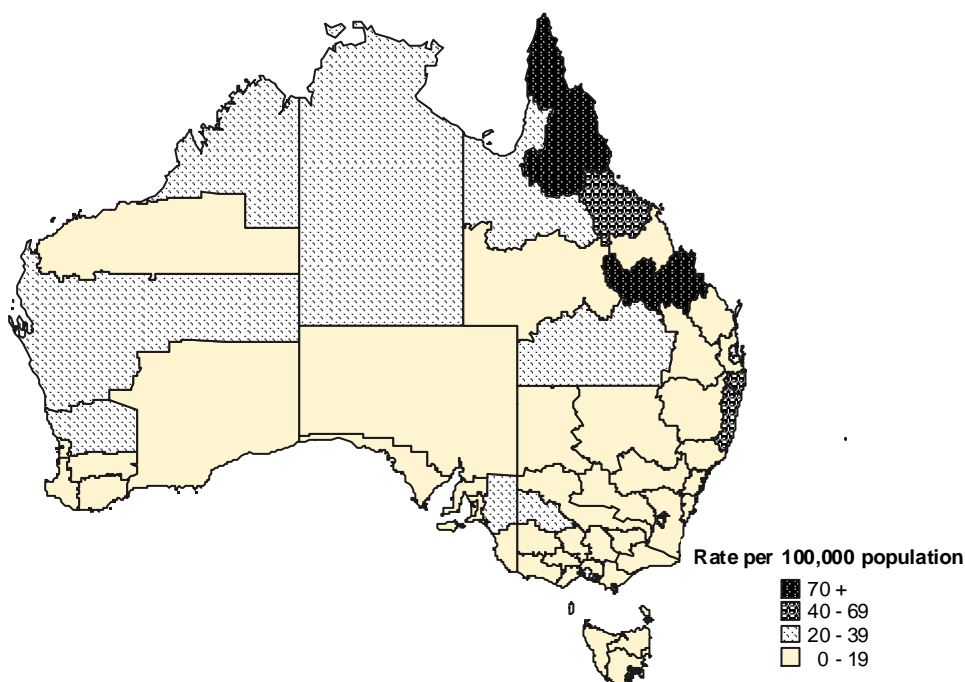 Rate per 100,000 population
70 +
40 - 69
20 - 39
0 - 19